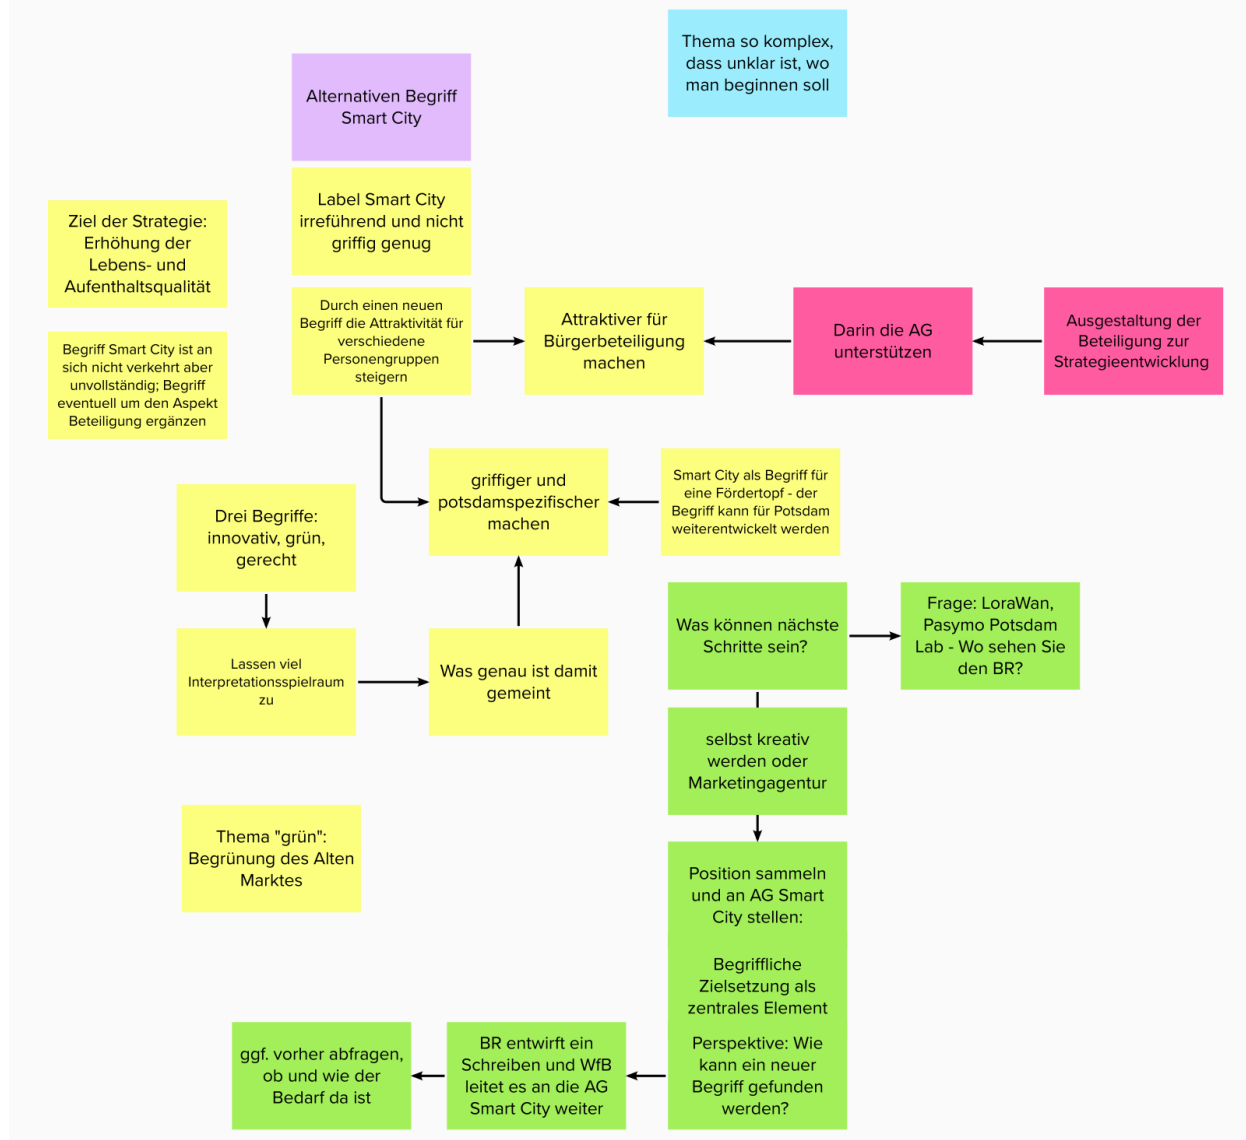 Thema so komplex,
dass unklar ist, wo
man beginnen soll
Alternativen Begriff
Smart City
Label Smart City
irreführend und nicht
griffig genug
Ziel der Strategie:
Erhöhung der
Lebens- und
Aufenthaltsqualität
Durch einen neuen
Begriff die Attraktivität für
verschiedene
Personengruppen
steigern
Attraktiver für
Bürgerbeteiligung
machen
Darin die AG
unterstützen
Ausgestaltung der
Beteiligung zur
Strategieentwicklung
Begriff Smart City ist an
sich nicht verkehrt aber
unvollständig; Begriff
eventuell um den Aspekt
Beteiligung ergänzen
griffiger und
potsdamspezifischer
machen
Smart City als Begriff für
eine Fördertopf - der
Begriff kann für Potsdam
weiterentwickelt werden
Drei Begriffe:
innovativ, grün,
gerecht
Lassen viel
Interpretationsspielraum
zu
Was genau ist damit
gemeint
Was können nächste
Schritte sein?
Frage: LoraWan,
Pasymo Potsdam
Lab - Wo sehen Sie
den BR?
selbst kreativ
werden oder
Marketingagentur
Thema "grün":
Begrünung des Alten
Marktes
Position sammeln
und an AG Smart
City stellen:
Begriffliche
Zielsetzung als
zentrales Element
Perspektive: Wie
kann ein neuer
Begriff gefunden
werden?
BR entwirft ein
Schreiben und WfB
leitet es an die AG
Smart City weiter
ggf. vorher abfragen,
ob und wie der
Bedarf da ist